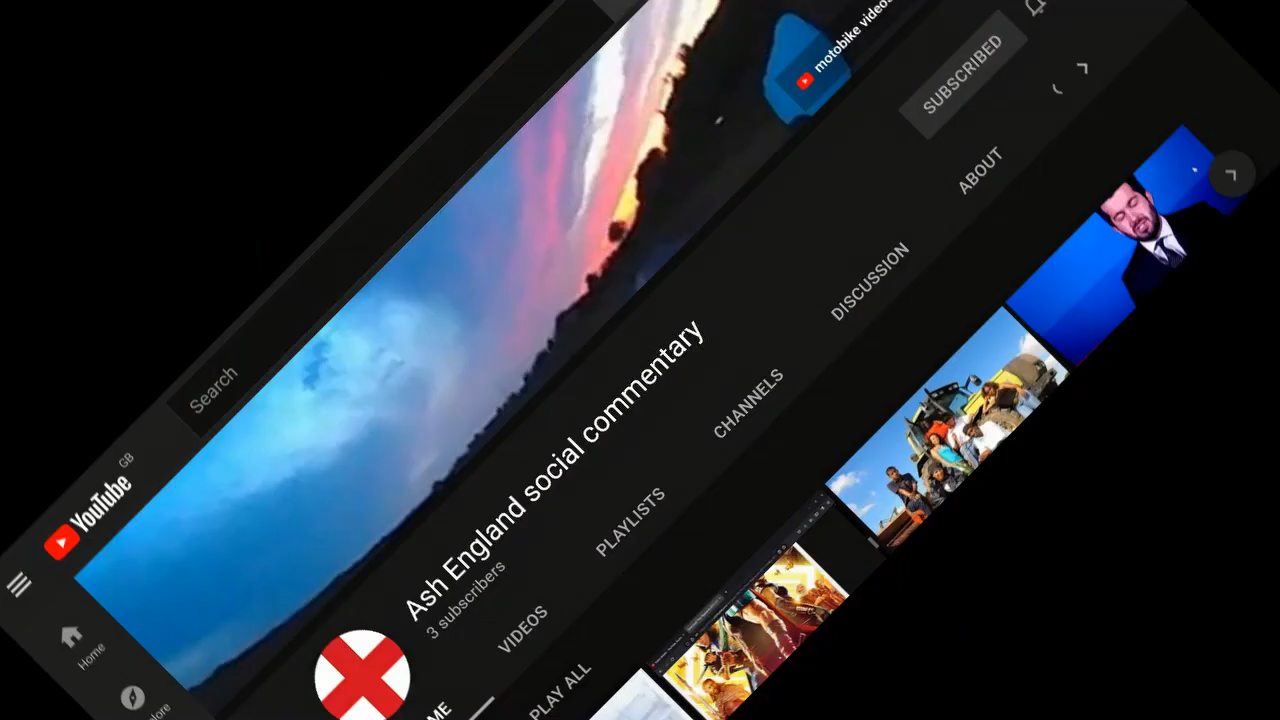 YouTube GB
Search
Home
motobike videos
Ash England social commentary
3 subscribers
SUBSCRIBED
VIDEOS
PLAYLISTS
CHANNELS
DISCUSSION
ABOUT
PLAY ALL